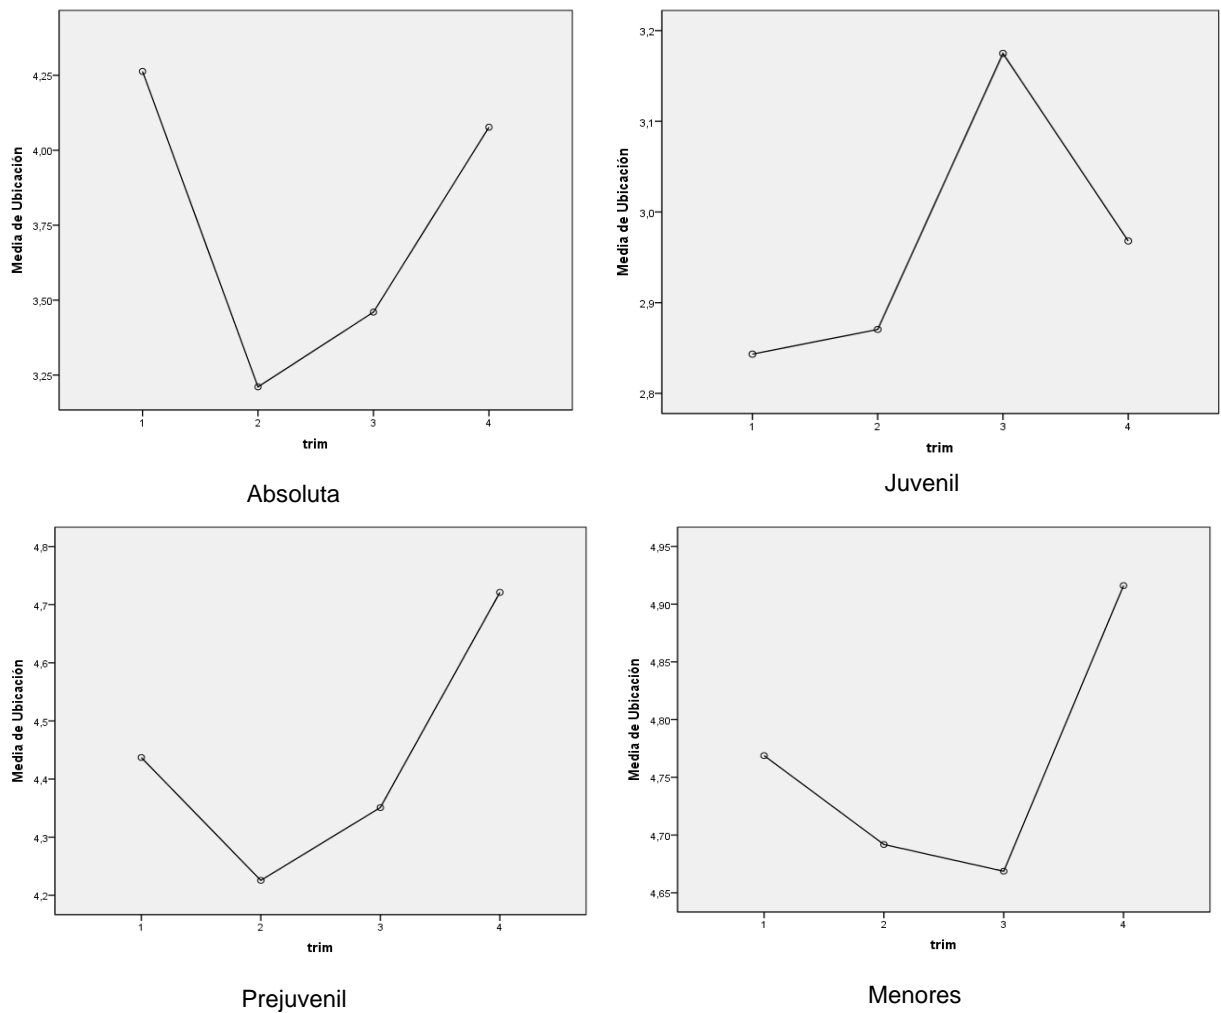 4,25
4,00
3,75
3,50
3,25
Media de Ubicación
1 2 3 4
trim
Absoluta
3,2
3,1
3,0
2,9
2,8
Media de Ubicación
1 2 3 4
trim
Juvenil
4,8
4,7
4,6
4,5
4,4
4,3
4,2
Media de Ubicación
1 2 3 4
trim
Prejuvenil
4,95
4,90
4,85
4,80
4,75
4,70
4,65
Media de Ubicación
1 2 3 4
trim
Menores